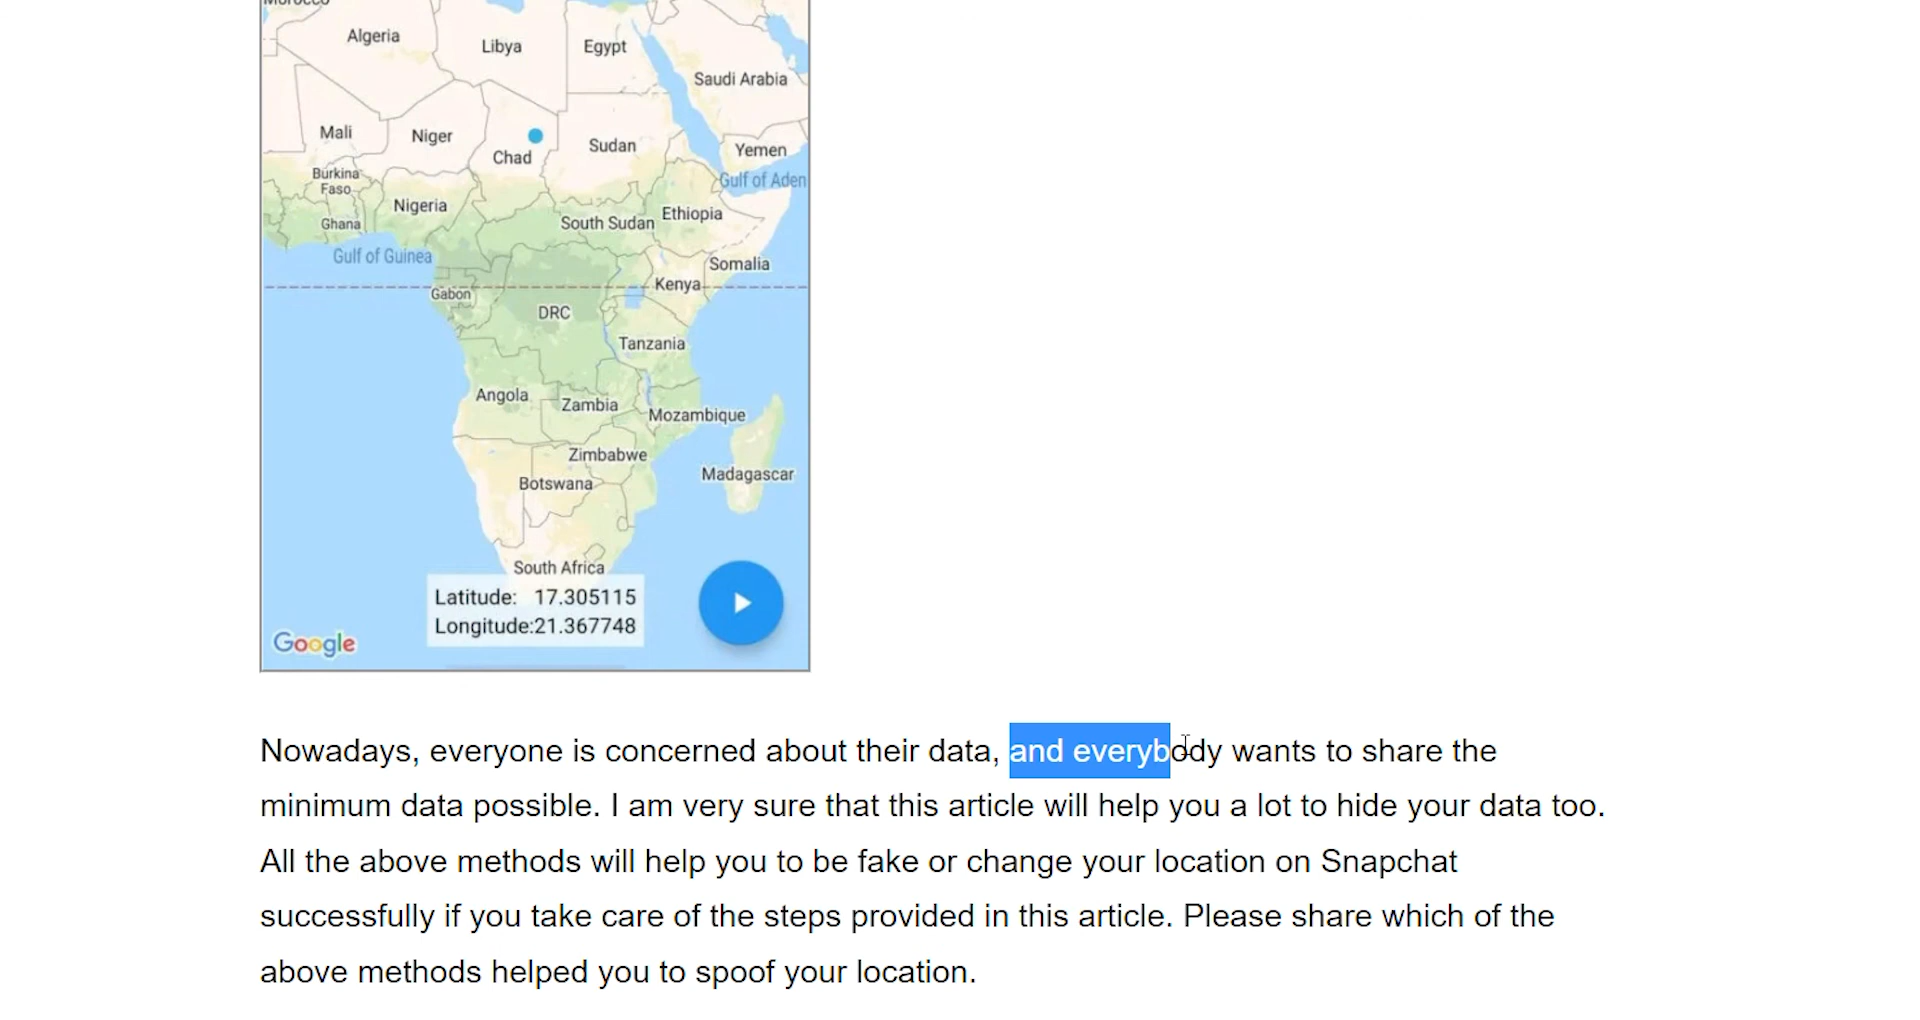 Morocco
Algeria
Libya
Egypt
Saudi Arabia
Mali
Niger
Chad
Sudan
Yemen
Burkina
Faso
Gulf of Aden
Nigeria
Ethiopia
Ghana
South Sudan
Gulf of Guinea
Somalia
Kenya
Gabon
DRC
Tanzania
Angola
Zambia
Mozambique
Zimbabwe
Madagascar
Botswana
South Africa
Latitude: 17.305115
Longitude:21.367748
Google
Nowadays, everyone is concerned about their data, and everybody wants to share the
minimum data possible. I am very sure that this article will help you a lot to hide your data too.
All the above methods will help you to be fake or change your location on Snapchat
successfully if you take care of the steps provided in this article. Please share which of the
above methods helped you to spoof your location.